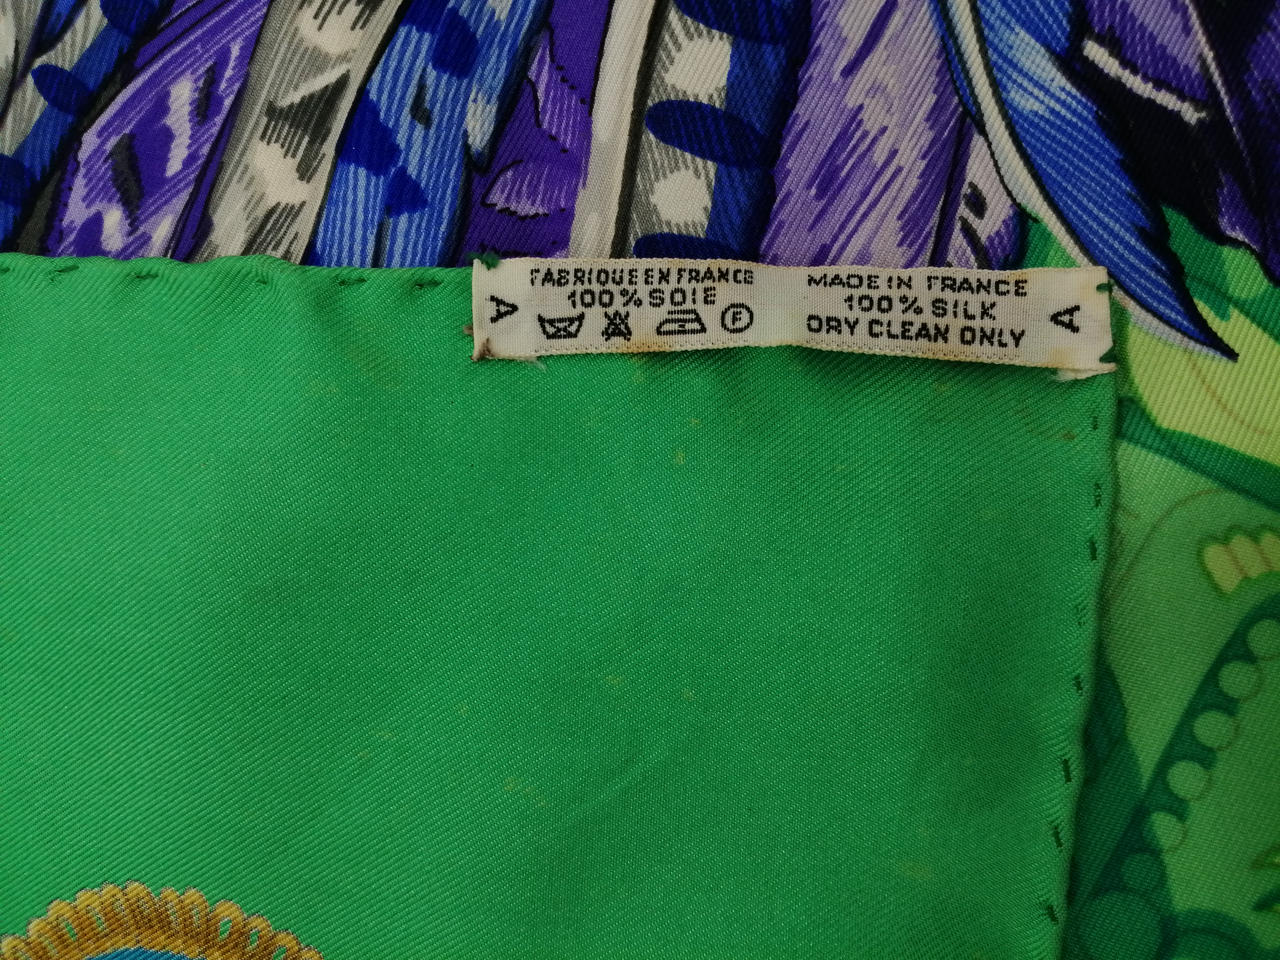 A
FABRIQUE EN FRANCE
100% SOIE
F
MADE IN FRANCE
100% SILK
DRY CLEAN ONLY
A